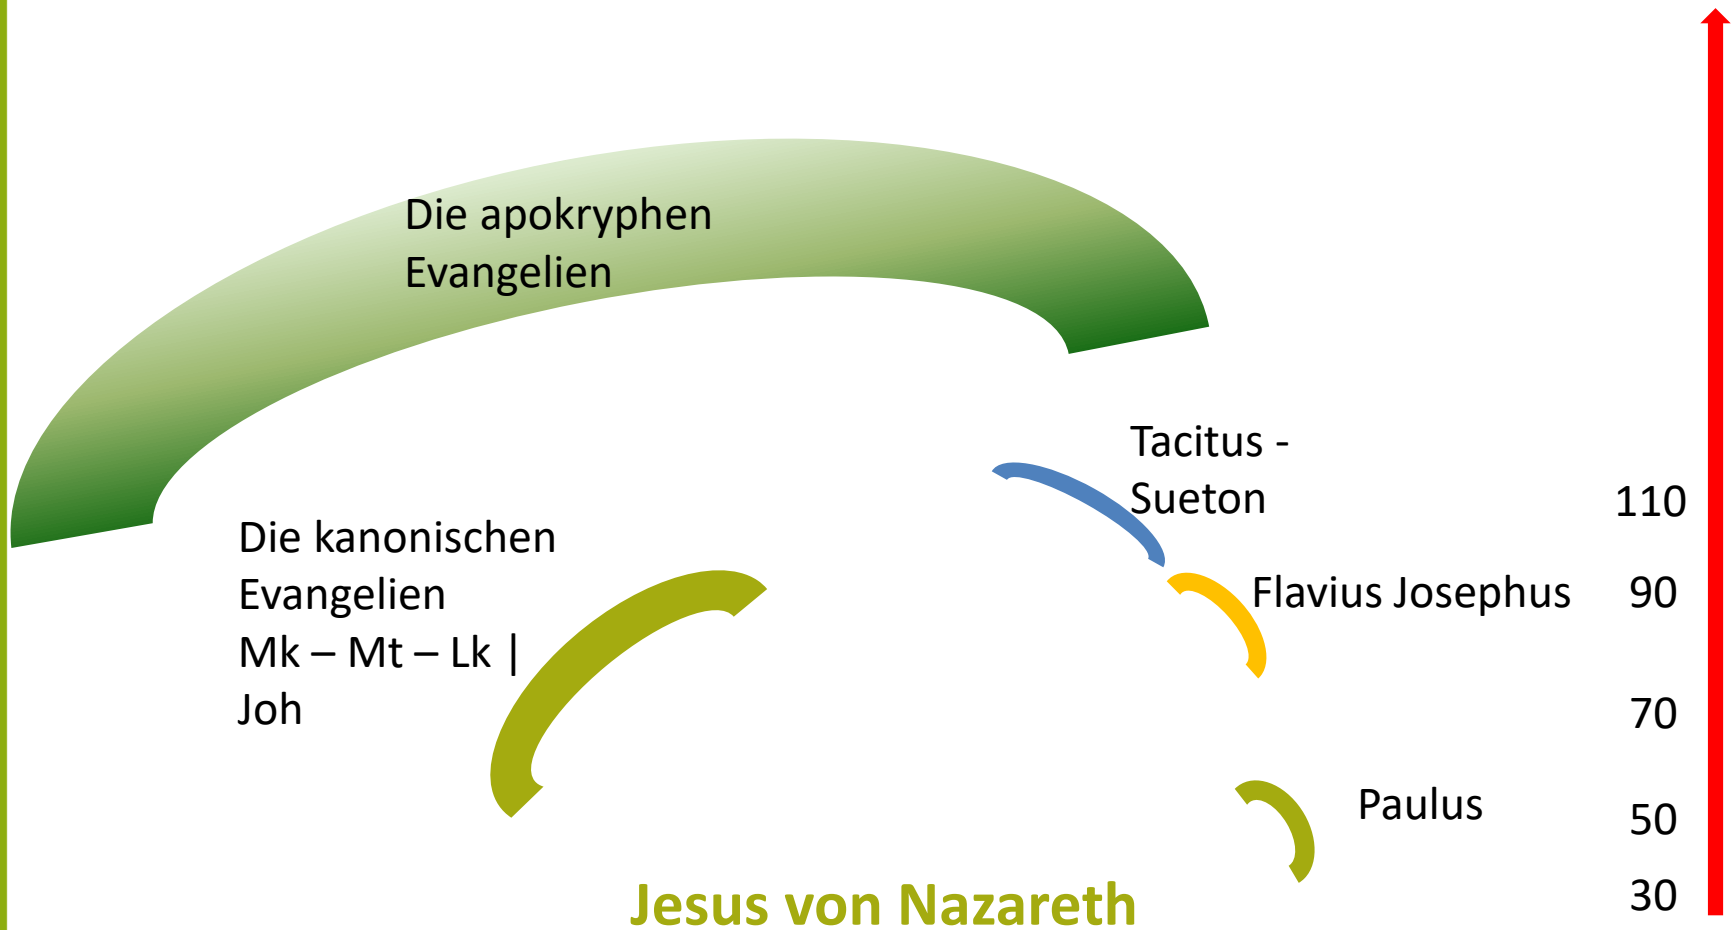 Die apokryphen
Evangelien
Tacitus -
Sueton
110
Die kanonischen
Evangelien
Mk – Mt – Lk |
Joh
Flavius Josephus
90
70
Paulus
50
30
Jesus von Nazareth